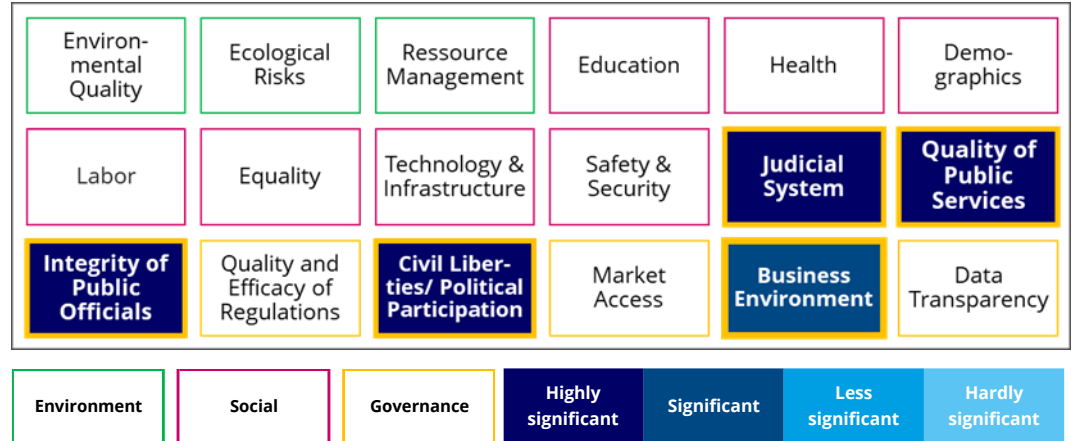 Environ-
mental
Quality
Ecological
Risks
Ressource
Management
Education
Health
Demo-
graphics
Labor
Equality
Technology &
Infrastructure
Safety &
Security
Judicial
System
Quality of
Public
Services
Integrity of
Public
Officials
Quality and
Efficacy of
Regulations
Civil Liber-
ties/ Political
Participation
Market
Access
Business
Environment
Data
Transparency
Environment
Social
Governance
Highly
significant
Significant
Less
significant
Hardly
significant